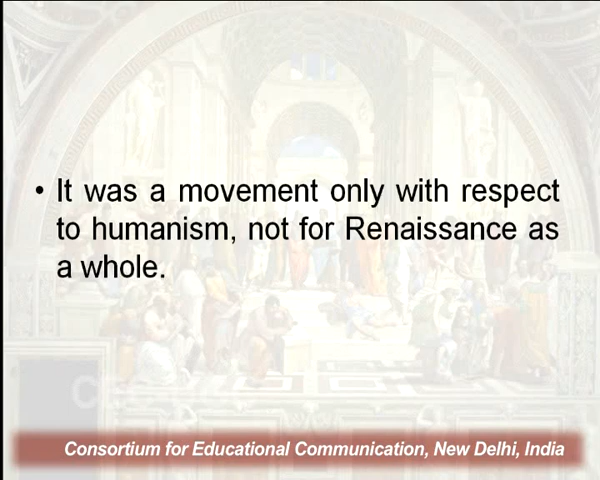 • It was a movement only with respect
to humanism, not for Renaissance as
a whole.
Consortium for Educational Communication, New Delhi, India